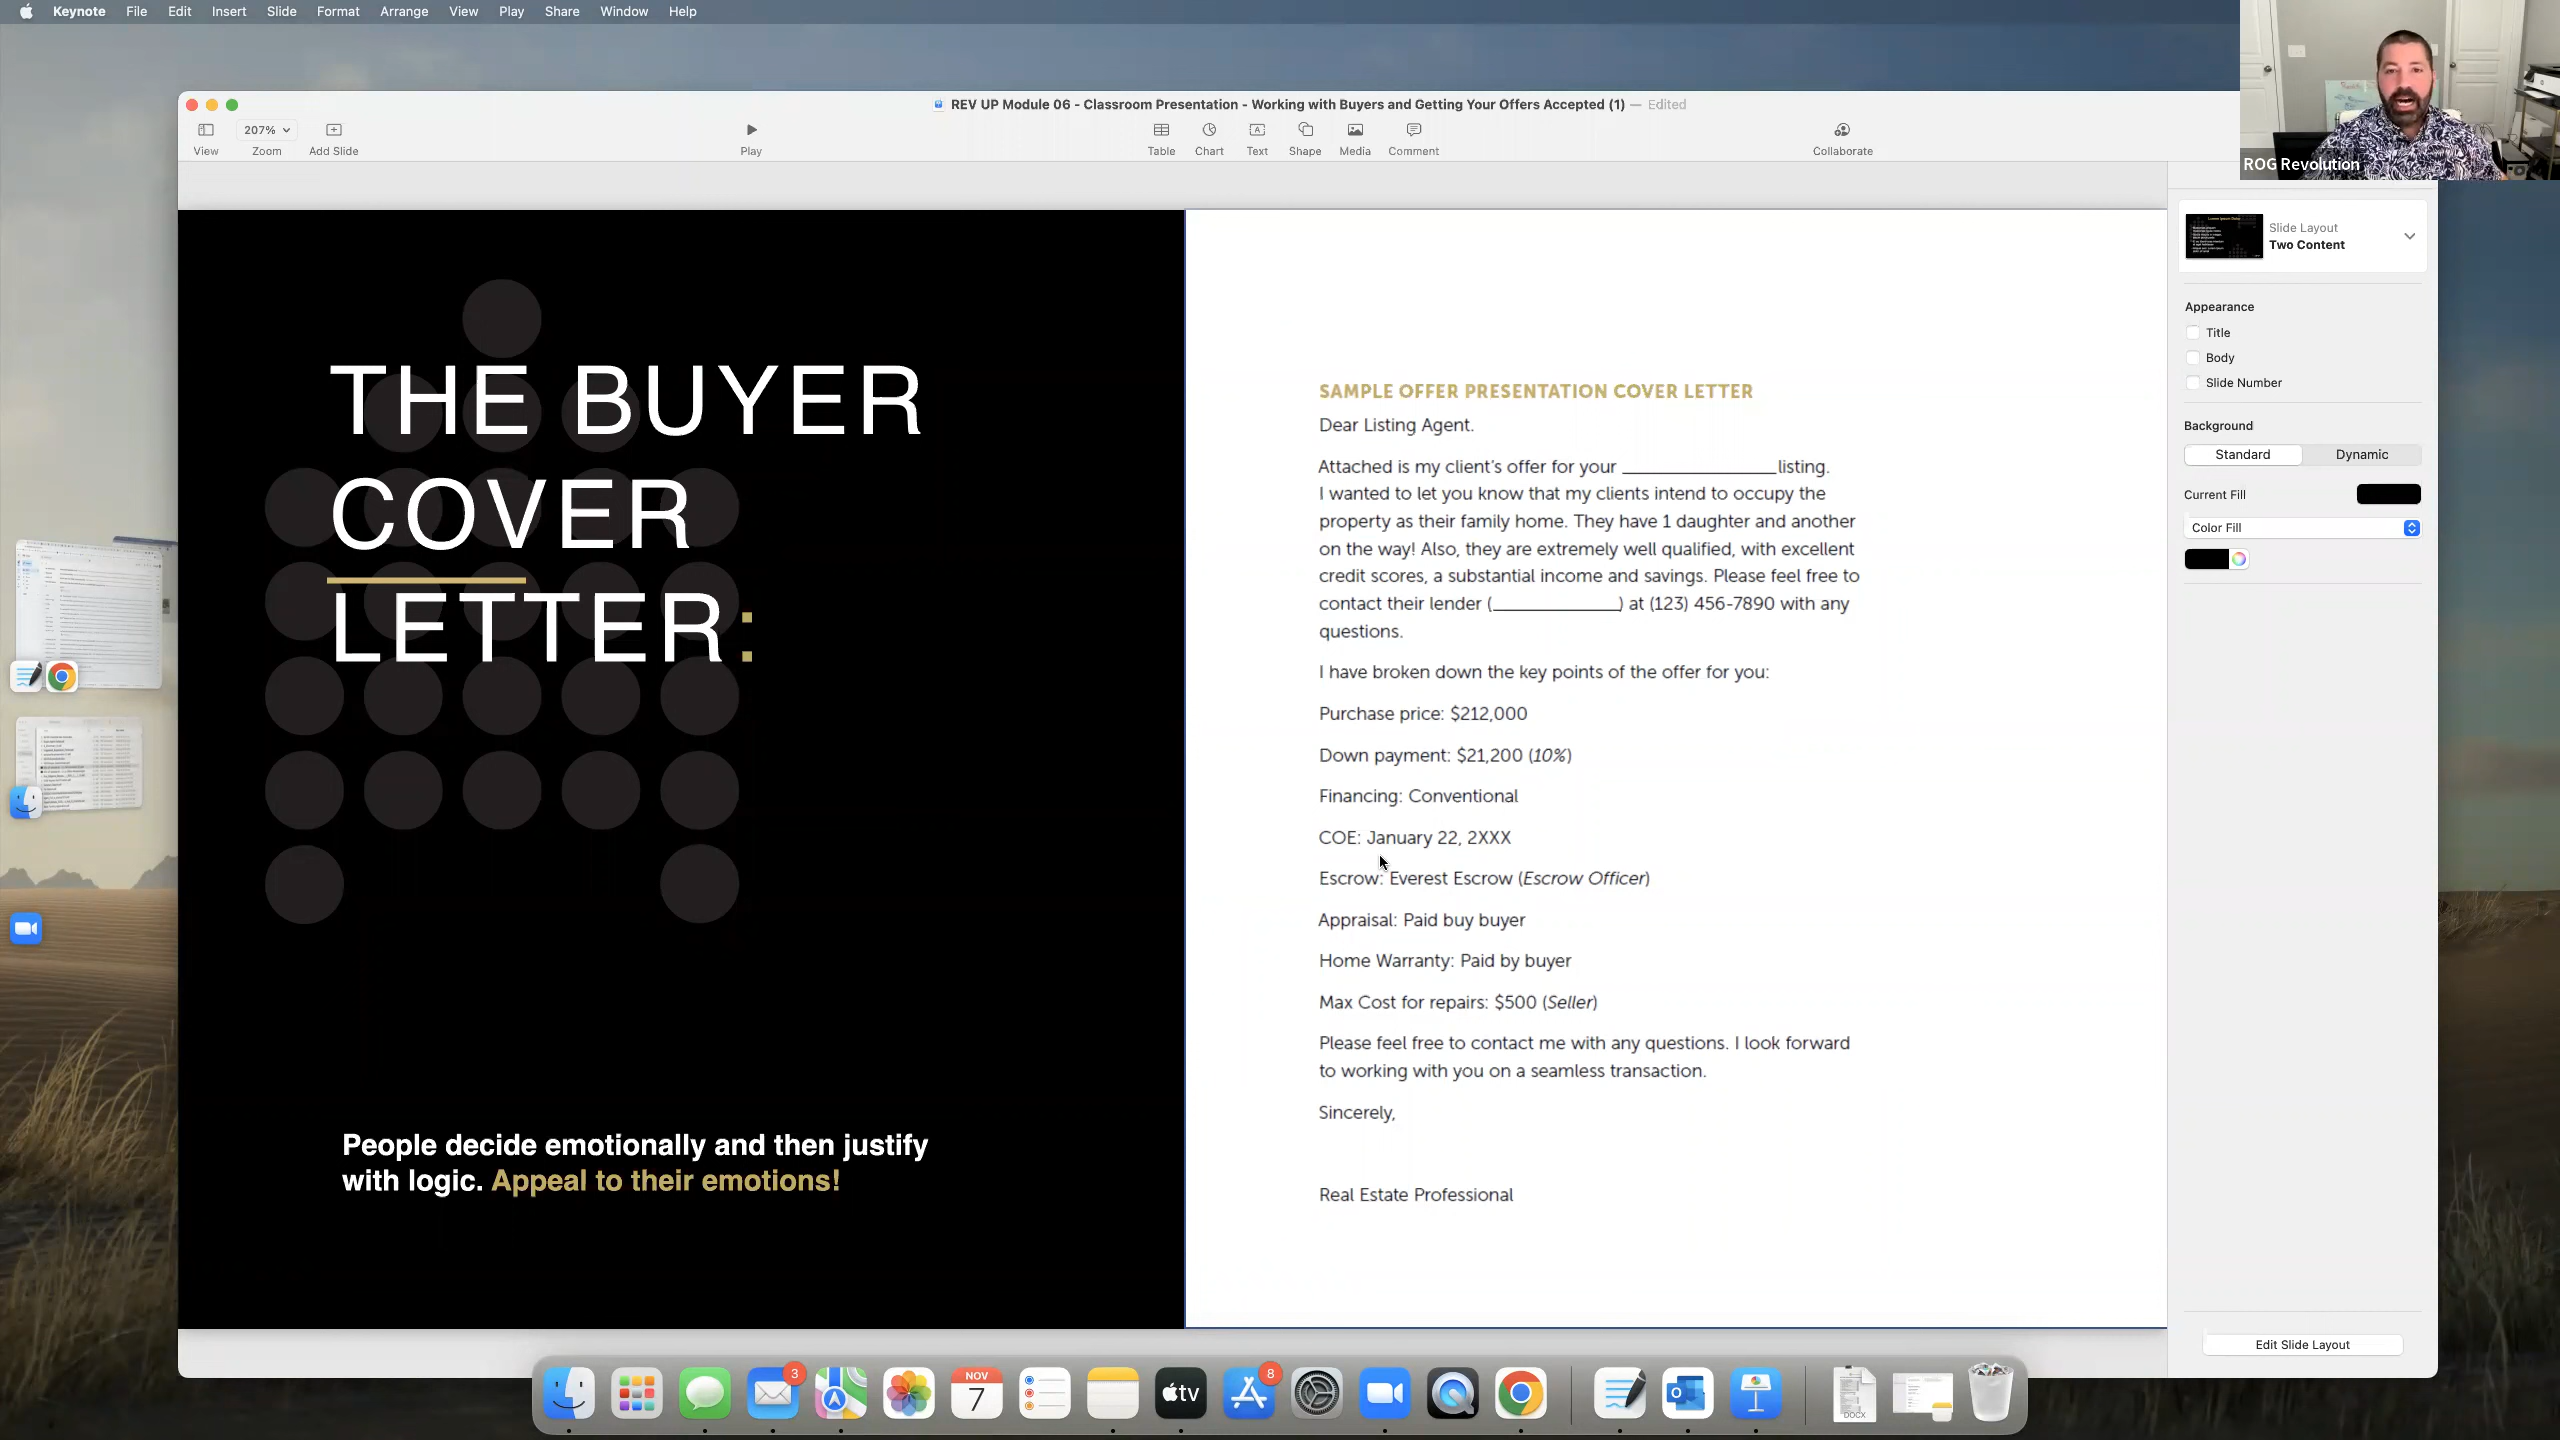 Keynote File Edit Insert Slide Format Arrange View Play Share Window Help
REV UP Module 06 - Classroom Presentation - Working with Buyers and Getting Your Offers Accepted (1) — Edited
207%
View Zoom Add Slide Play Table Chart Text Shape Media Comment Collaborate
ROG Revolution
THE BUYER
COVER
LETTER:
People decide emotionally and then justify
with logic. Appeal to their emotions!
SAMPLE OFFER PRESENTATION COVER LETTER
Dear Listing Agent.
Attached is my client's offer for your ________________listing.
I wanted to let you know that my clients intend to occupy the
property as their family home. They have 1 daughter and another
on the way! Also, they are extremely well qualified, with excellent
credit scores, a substantial income and savings. Please feel free to
contact their lender (_____________) at (123) 456-7890 with any
questions.
I have broken down the key points of the offer for you:
Purchase price: $212,000
Down payment: $21,200 (10%)
Financing: Conventional
COE: January 22, 2XXX
Escrow: Everest Escrow (Escrow Officer)
Appraisal: Paid buy buyer
Home Warranty: Paid by buyer
Max Cost for repairs: $500 (Seller)
Please feel free to contact me with any questions. I look forward
to working with you on a seamless transaction.
Sincerely,
Real Estate Professional
Slide Layout
Two Content
Appearance
Title
Body
Slide Number
Background
Standard Dynamic
Current Fill
Color Fill
Edit Slide Layout
3
NOV
7
tv
8
DOCX